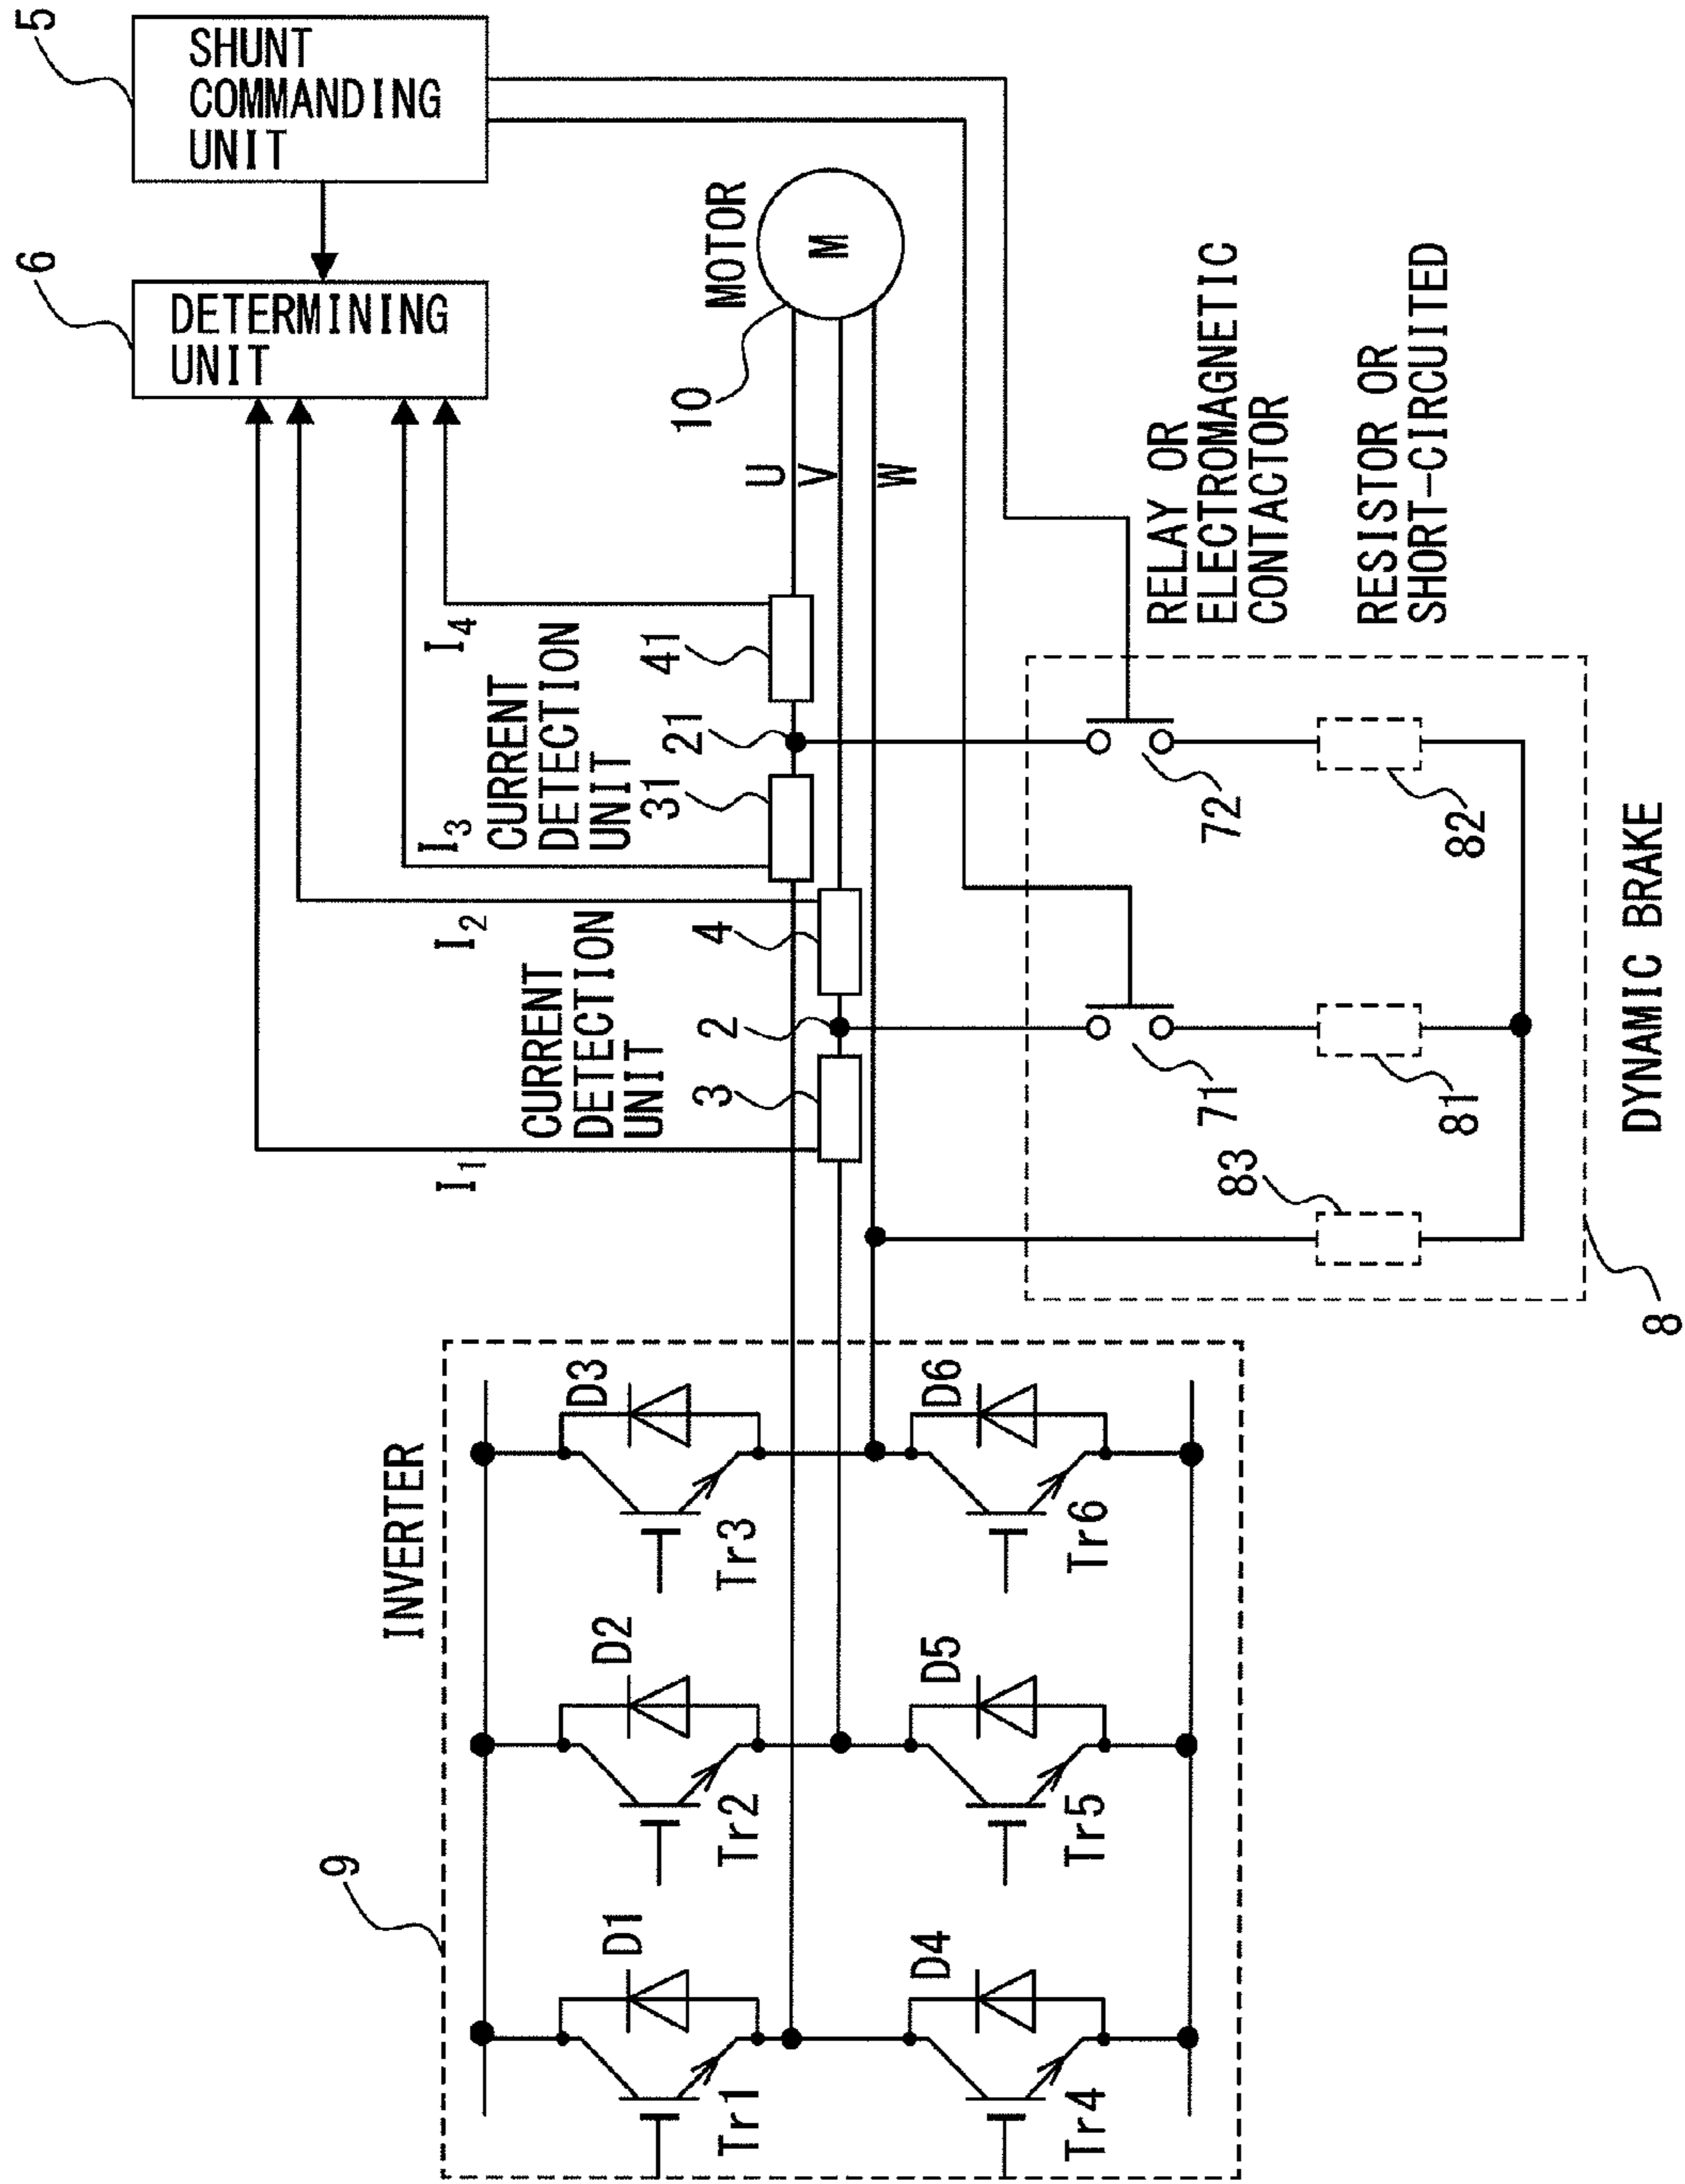 5
SHUNT
COMMANDING
UNIT
6
DETERMINING
UNIT
MOTOR
M
10
U
V
W
I4
I3
I2
I1
CURRENT
DETECTION
UNIT
41
21
31
CURRENT
DETECTION
UNIT
4
2
3
RELAY OR
ELECTROMAGNETIC
CONTACTOR
RESISTOR OR
SHORT-CIRCUITED
72
82
71
81
83
DYNAMIC BRAKE
8
INVERTER
9
D1
D2
D3
Tr1
Tr2
Tr3
D4
D5
D6
Tr4
Tr5
Tr6